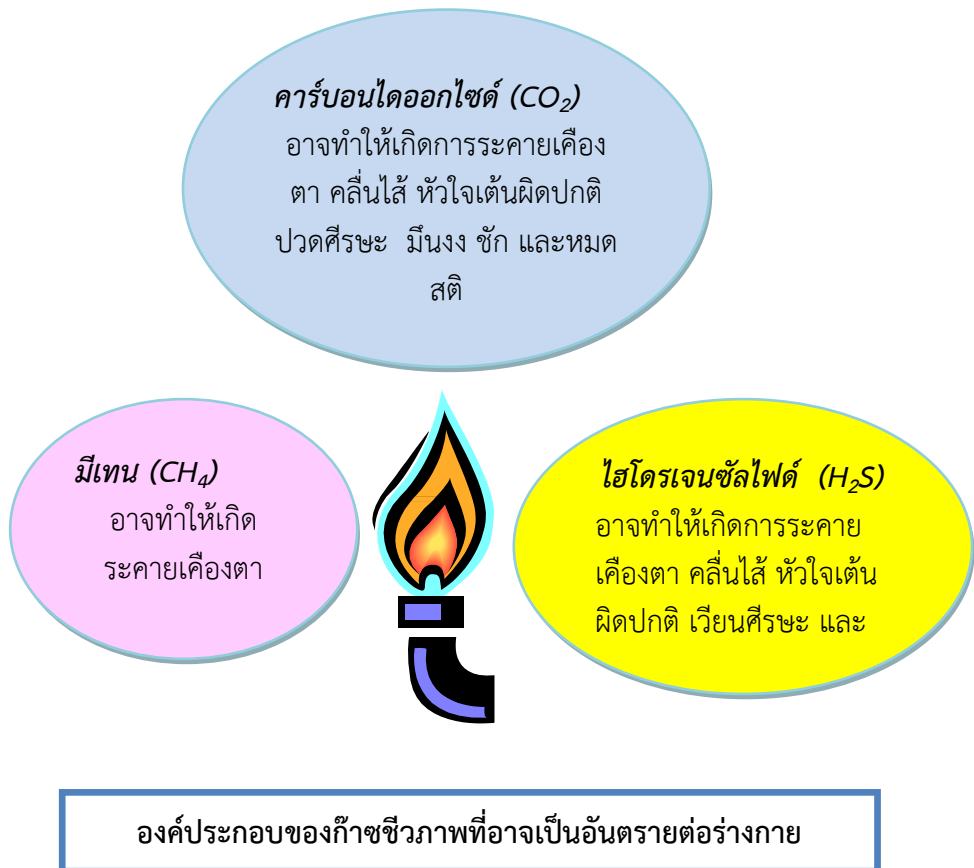 คาร์บอนไดออกไซด์ (CO₂)
อาจทำให้เกิดการระคายเคือง
ตา คลื่นไส้ หัวใจเต้นผิดปกติ
ปวดศีรษะ มึนงง ชัก และหมด
สติ
มีเทน (CH₄)
อาจทำให้เกิด
ระคายเคืองตา
ไฮโดรเจนซัลไฟด์ (H₂S)
อาจทำให้เกิดการระคาย
เคืองตา คลื่นไส้ หัวใจเต้น
ผิดปกติ เวียนศีรษะ และ
องค์ประกอบของก๊าซชีวภาพที่อาจเป็นอันตรายต่อร่างกาย